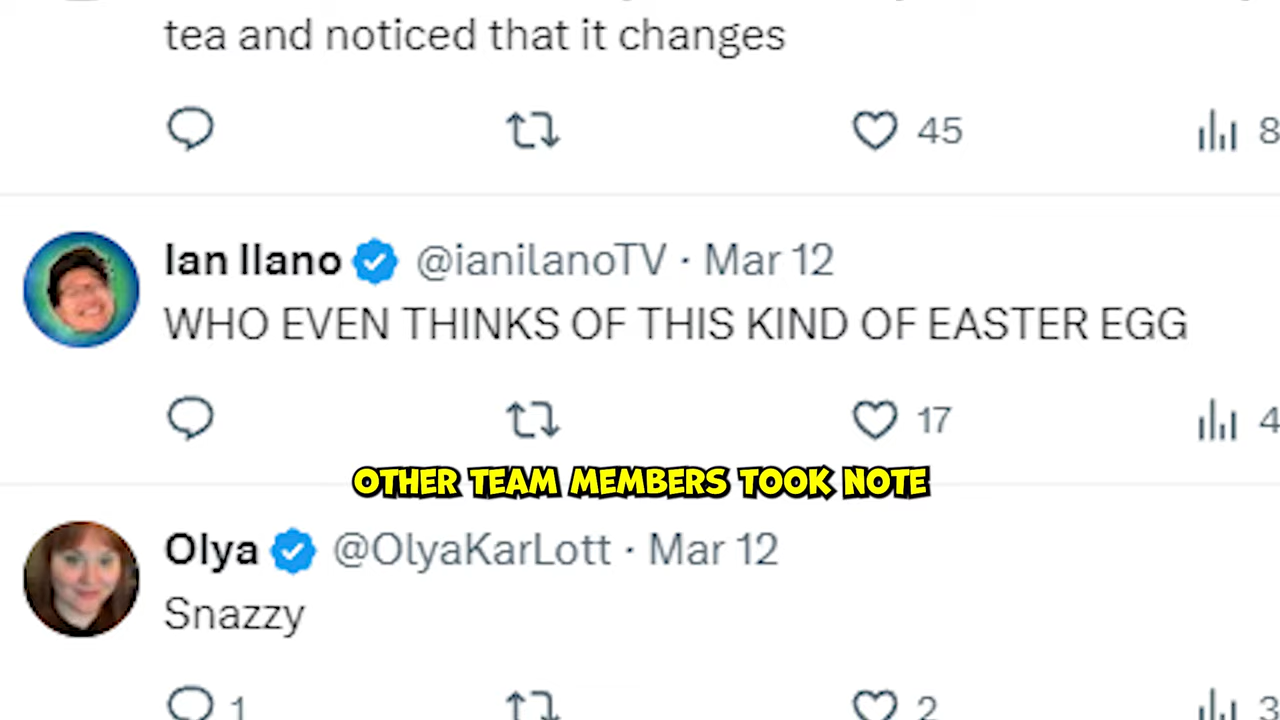 tea and noticed that it changes
45 8
Ian Ilano @ianilanoTV · Mar 12
WHO EVEN THINKS OF THIS KIND OF EASTER EGG
17 4
OTHER TEAM MEMBERS TOOK NOTE
Olya @OlyaKarLott · Mar 12
Snazzy
1 2 3